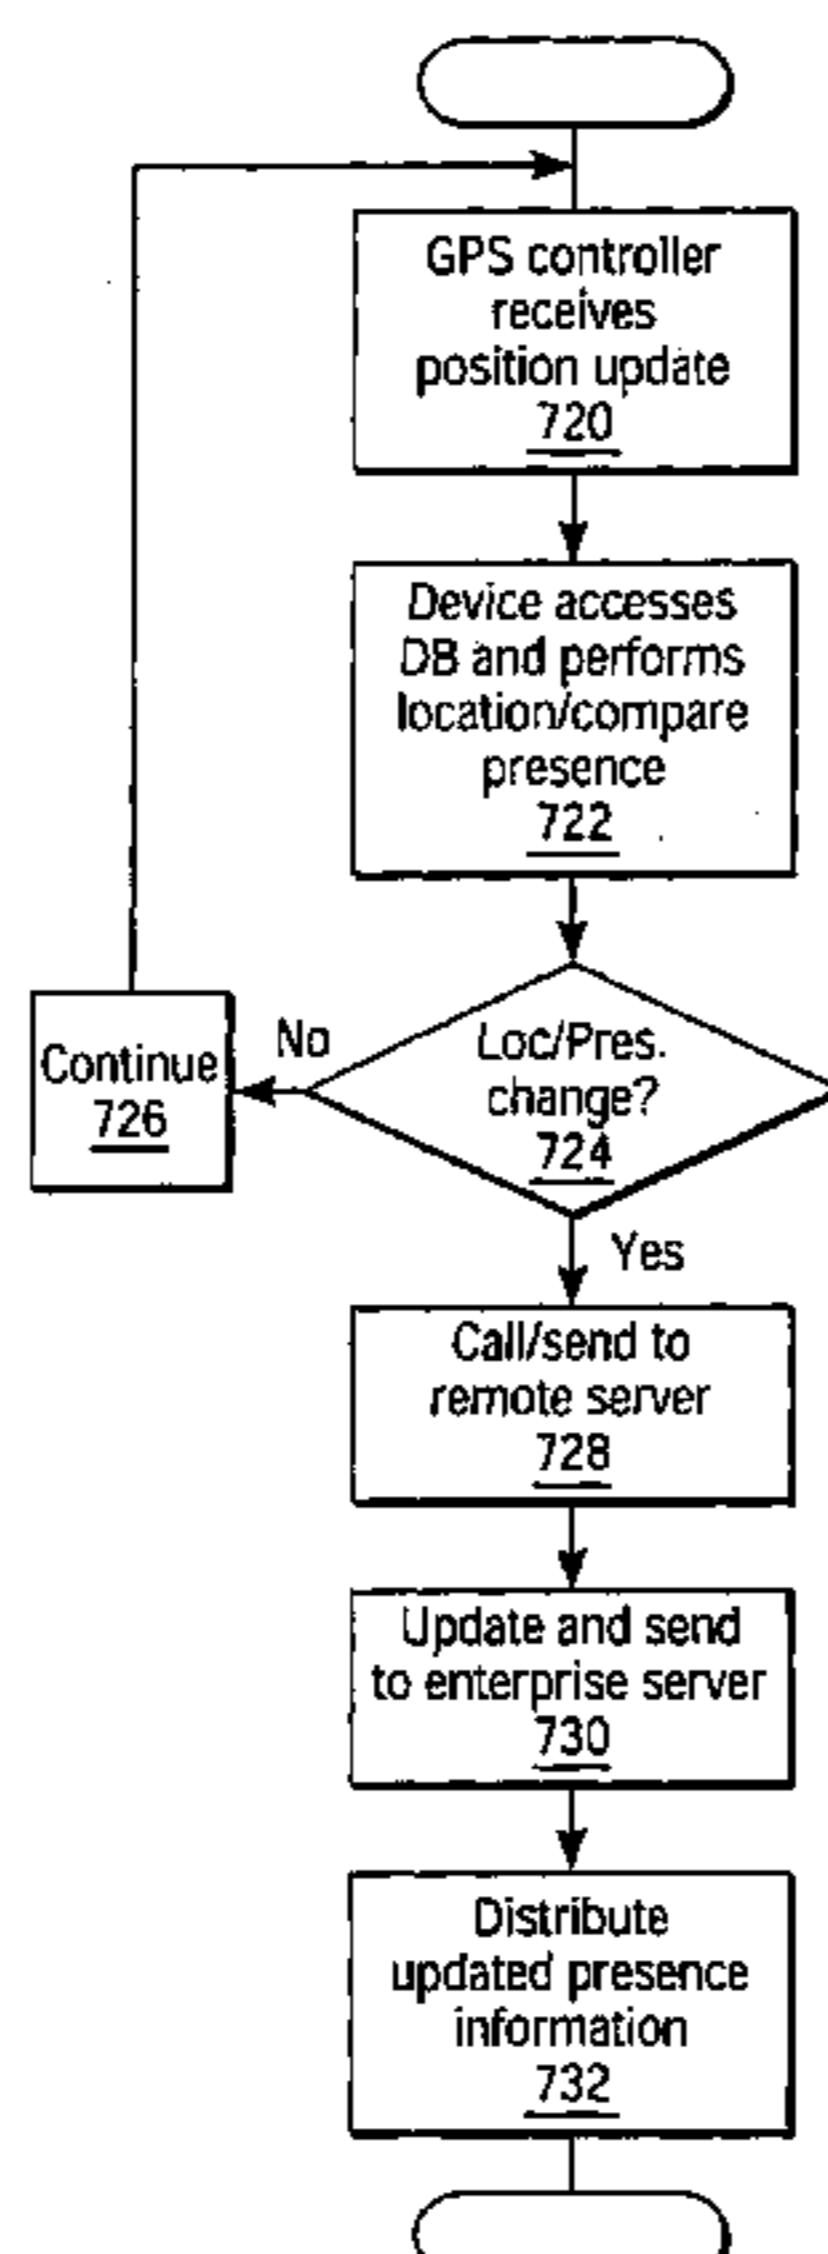 GPS controller
receives
position update
720
Device accesses
DB and performs
location/compare
presence
722
Loc/Pres.
change?
724
No
Continue
726
Yes
Call/send to
remote server
728
Update and send
to enterprise server
730
Distribute
updated presence
information
732